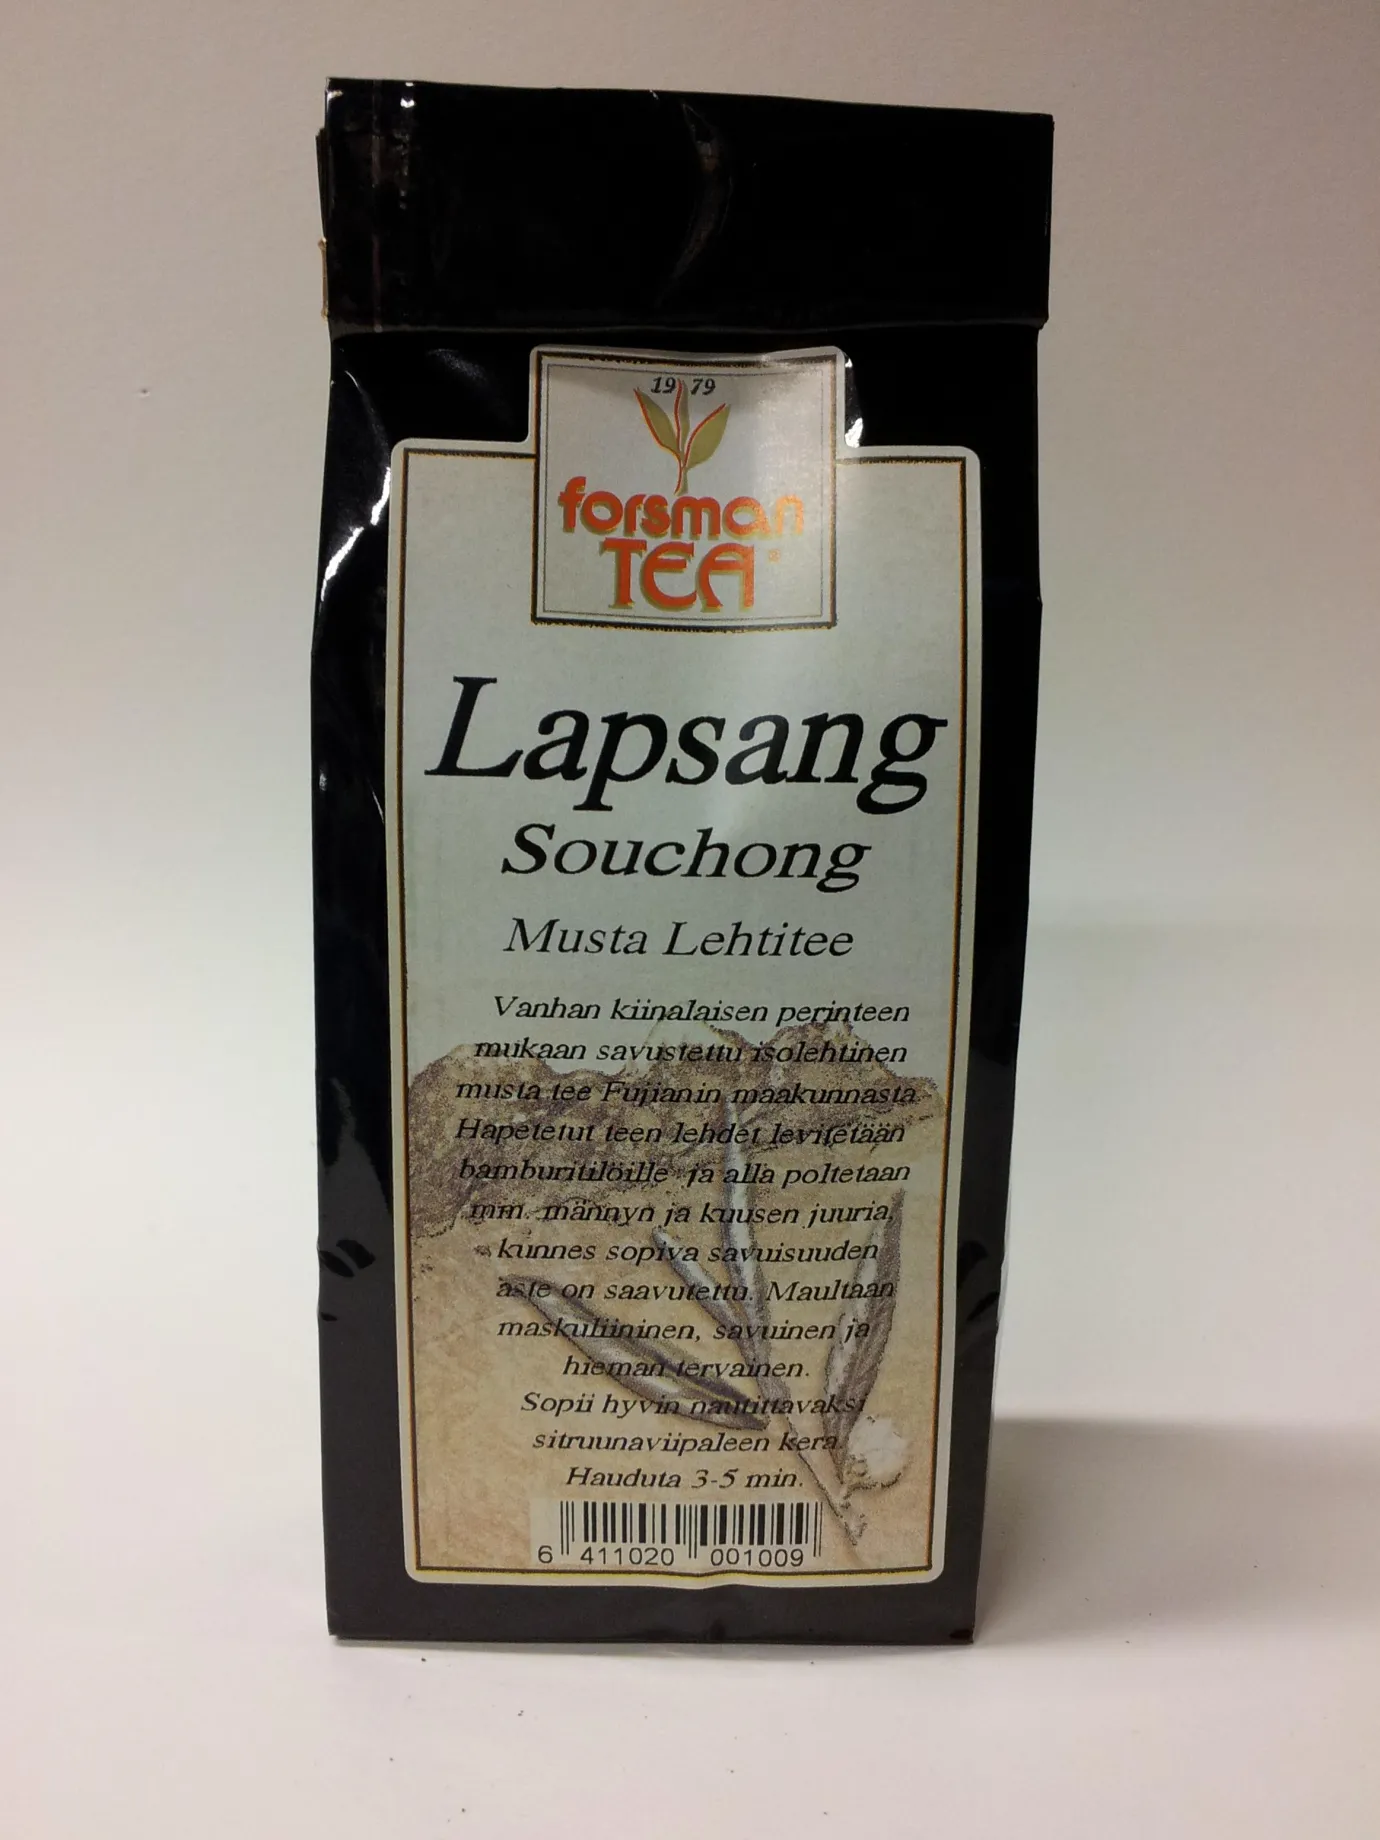 19 79
forsman
TEA®
Lapsang
Souchong
Musta Lehtitee
Vanhan kiinalaisen perinteen
mukaan savustettu isolehtinen
musta tee Fujianin maakunnasta.
Hapetetut teen lehdet levitetään
bamburitilöille ja alla poltetaan
mm. männyn ja kuusen juuria,
kunnes sopiva savuisuuden
aste on saavutettu. Maultaan
maskuliininen, savuinen ja
hieman tervainen.
Sopii hyvin nautittavaksi
sitruunaviipaleen kera.
Hauduta 3-5 min.
6 411020 001009